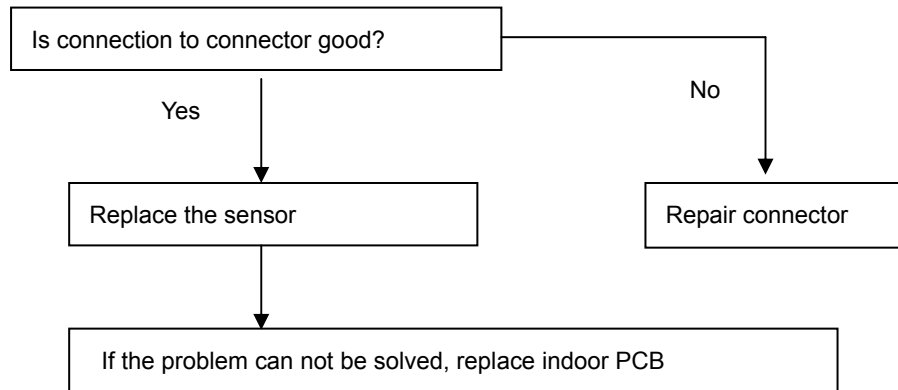 Is connection to connector good?
Yes
No
Replace the sensor
Repair connector
If the problem can not be solved, replace indoor PCB